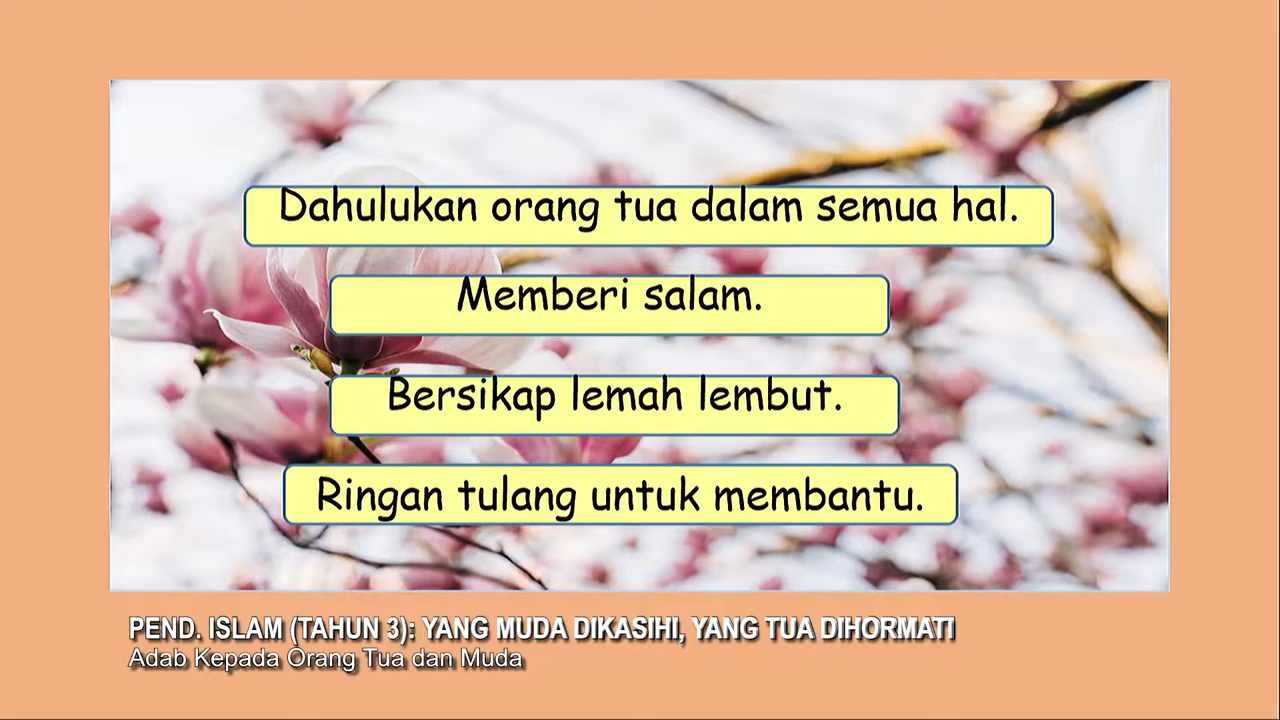 Dahulukan orang tua dalam semua hal.
Memberi salam.
Bersikap lemah lembut.
Ringan tulang untuk membantu.
PEND. ISLAM (TAHUN 3): YANG MUDA DIKASIHI, YANG TUA DIHORMATI
Adab Kepada Orang Tua dan Muda